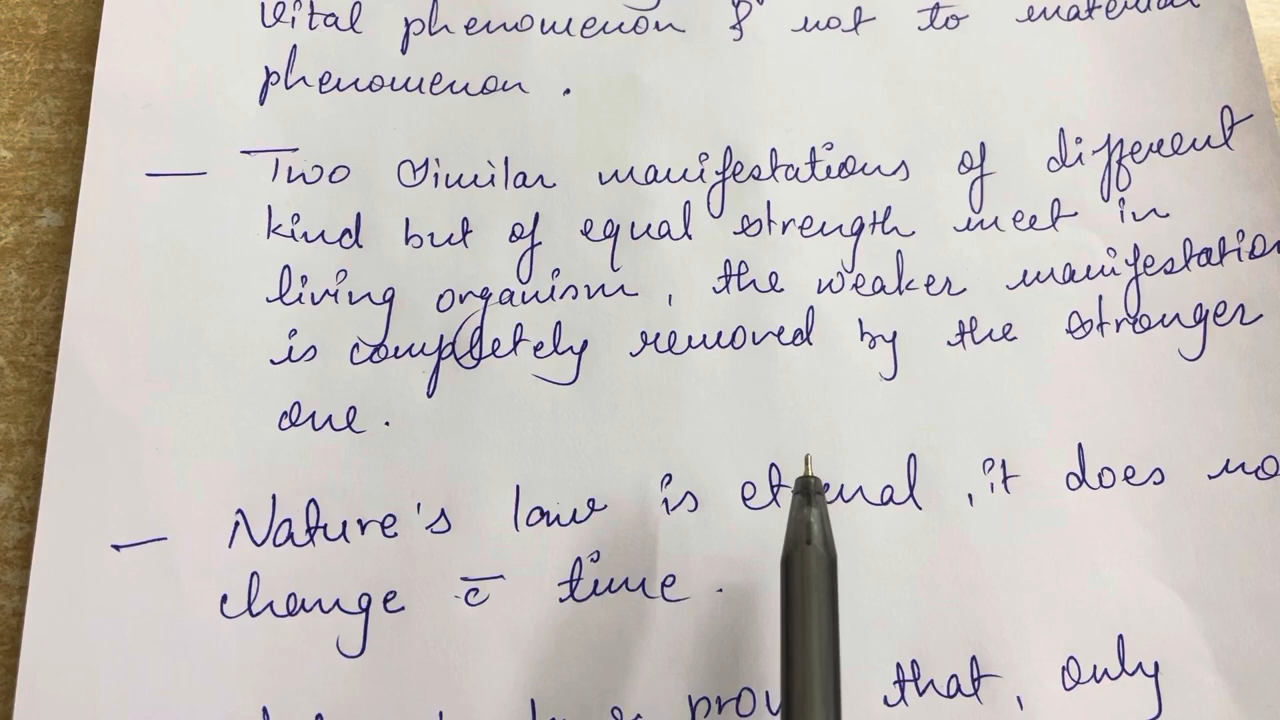 vital phenomenon & not to material
phenomenon.
— Two Similar manifestations of different
kind but of equal strength meet in
living organism, the weaker manifestation
is completely removed by the stronger
one.
— Nature's law is eternal, it does no
change c̄ time.
that, only